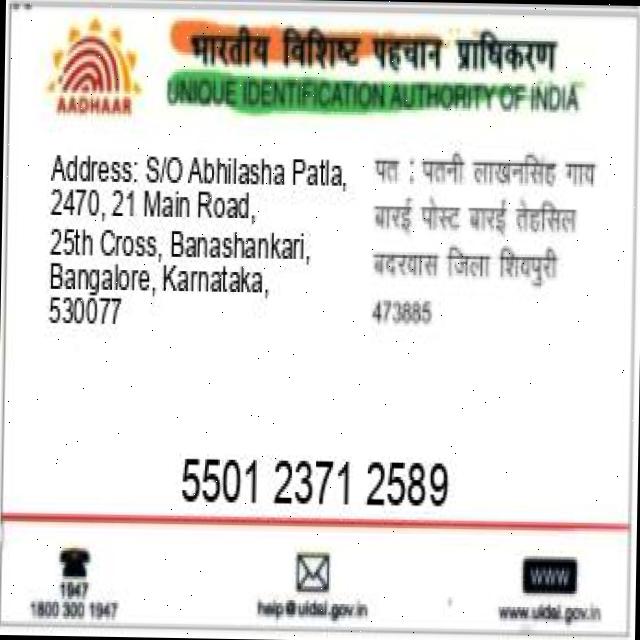 भारतीय विशिष्ट पहचान प्राधिकरण
UNIQUE IDENTIFICATION AUTHORITY OF INDIA
AADHAAR
Address: S/O Abhilasha Patla,
2470, 21 Main Road,
25th Cross, Banashankari,
Bangalore, Karnataka,
530077
पत : पतनी लाखनसिंह गाय
बारई पोस्ट बारई तेहसिल
बदरवास जिला शिवपुरी
473885
5501 2371 2589
1947
1800 300 1947
help@uidai.gov.in
www
www.uidai.gov.in